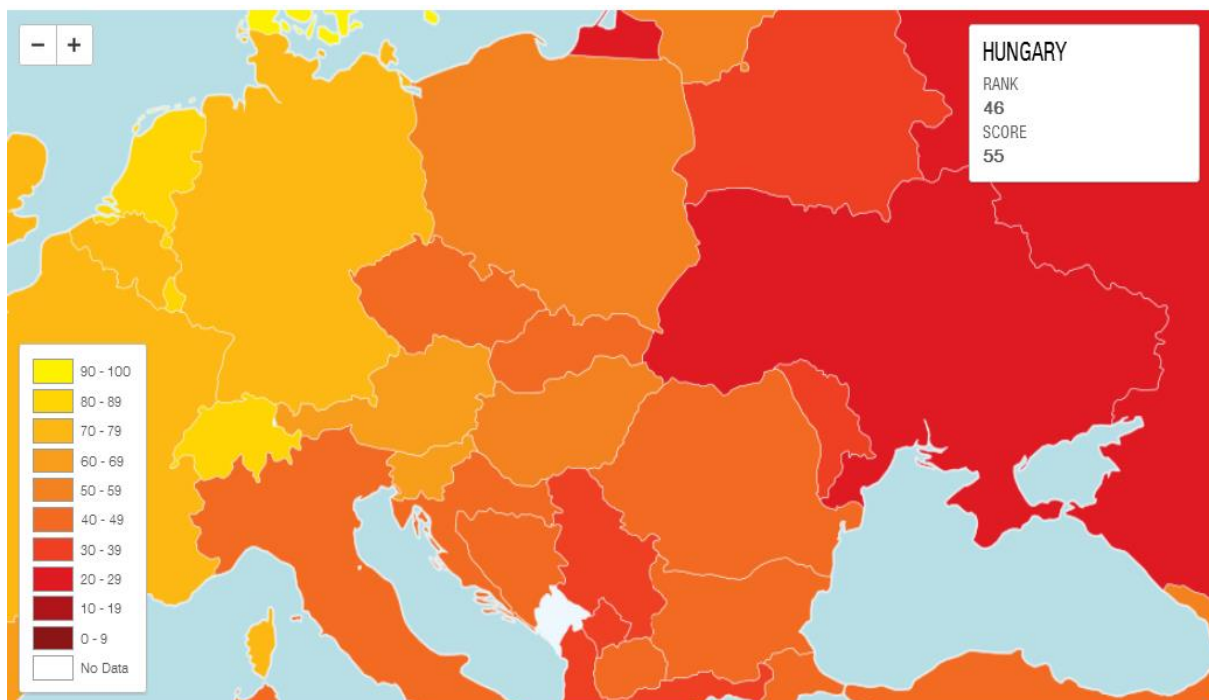 − +
HUNGARY
RANK
46
SCORE
55
90 - 100
80 - 89
70 - 79
60 - 69
50 - 59
40 - 49
30 - 39
20 - 29
10 - 19
0 - 9
No Data